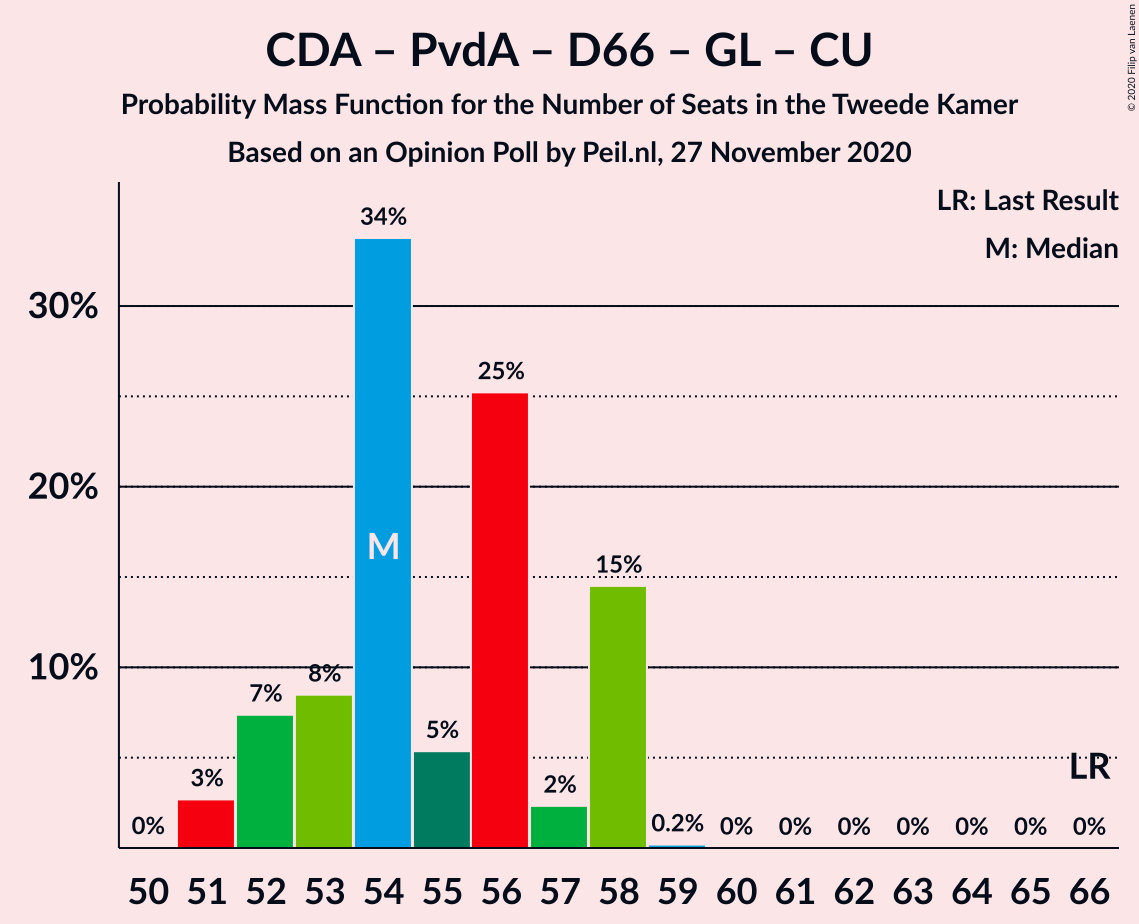 CDA – PvdA – D66 – GL – CU
Probability Mass Function for the Number of Seats in the Tweede Kamer
Based on an Opinion Poll by Peil.nl, 27 November 2020
© 2020 Filip van Laenen
LR: Last Result
M: Median
34%
30%
25%
20%
M
15%
10%
8%
7%
5%
LR
3%
2%
0%
0.2%
0%
0%
0%
0%
0%
0%
0%
50 51 52 53 54 55 56 57 58 59 60 61 62 63 64 65 66